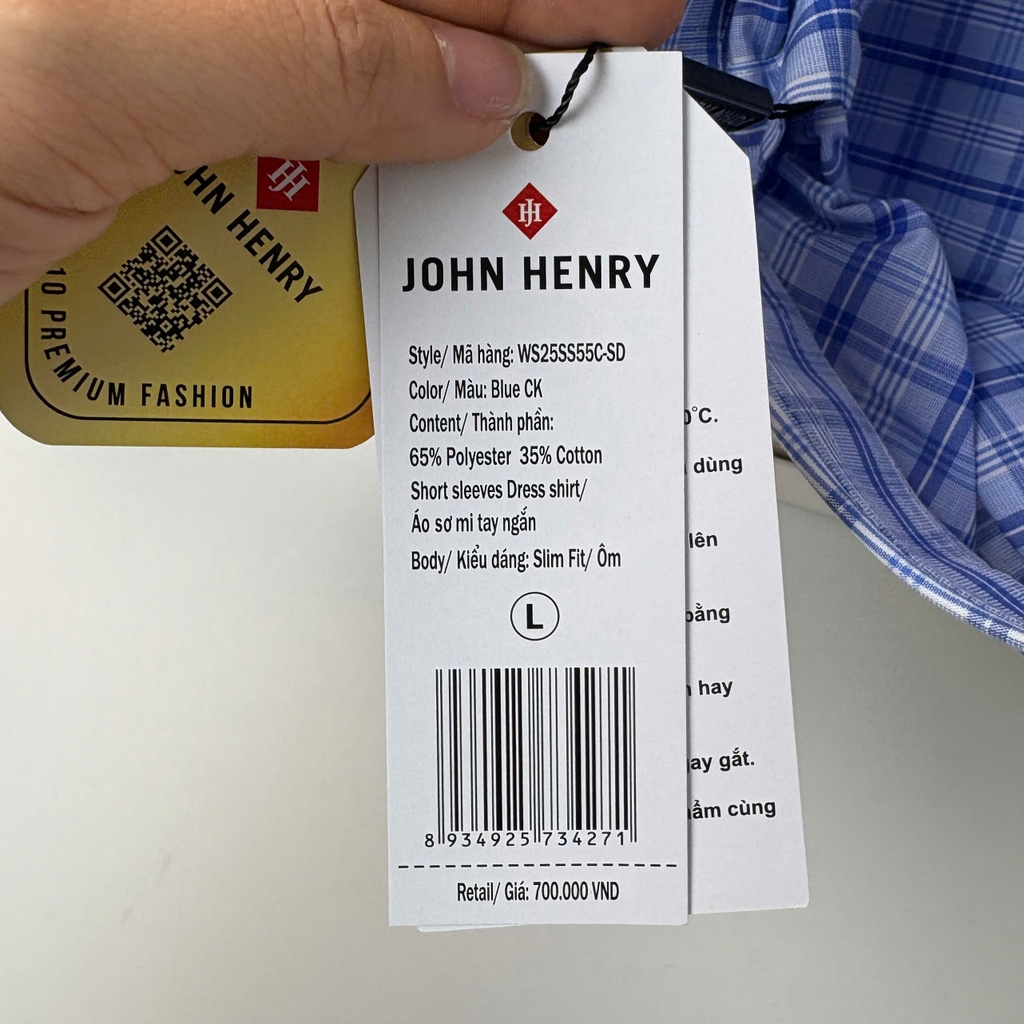 JOHN HENRY
Style/ Mã hàng: WS25SS55C-SD
Color/ Màu: Blue CK
Content/ Thành phần:
65% Polyester 35% Cotton
Short sleeves Dress shirt/
Áo sơ mi tay ngắn
Body/ Kiểu dáng: Slim Fit/ Ôm
L
8 934925 734271
Retail/ Giá: 700.000 VND
HENRY
10 PREMIUM FASHION
dùng
lên
hay
gắt.
cùng